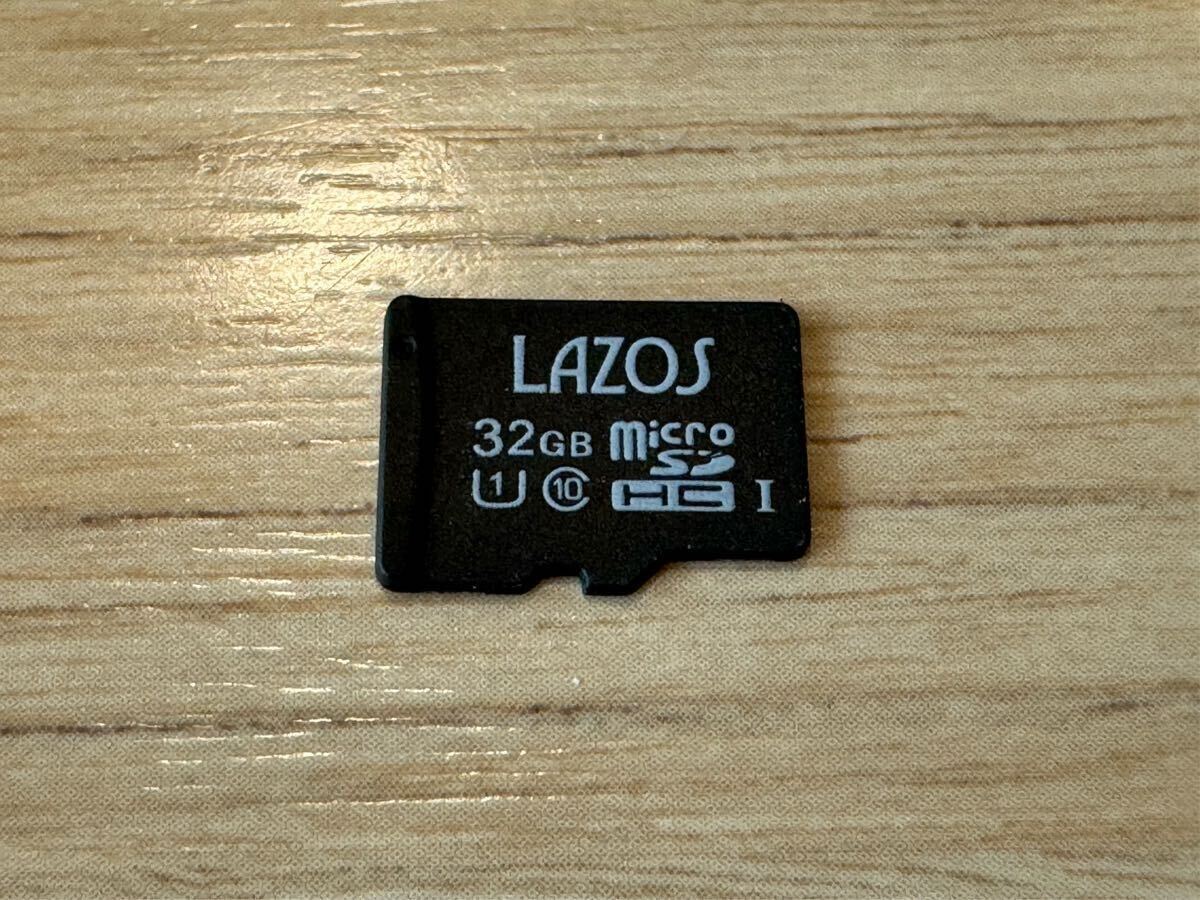 LAZOS
32GB micro
SD
1 10 HC I